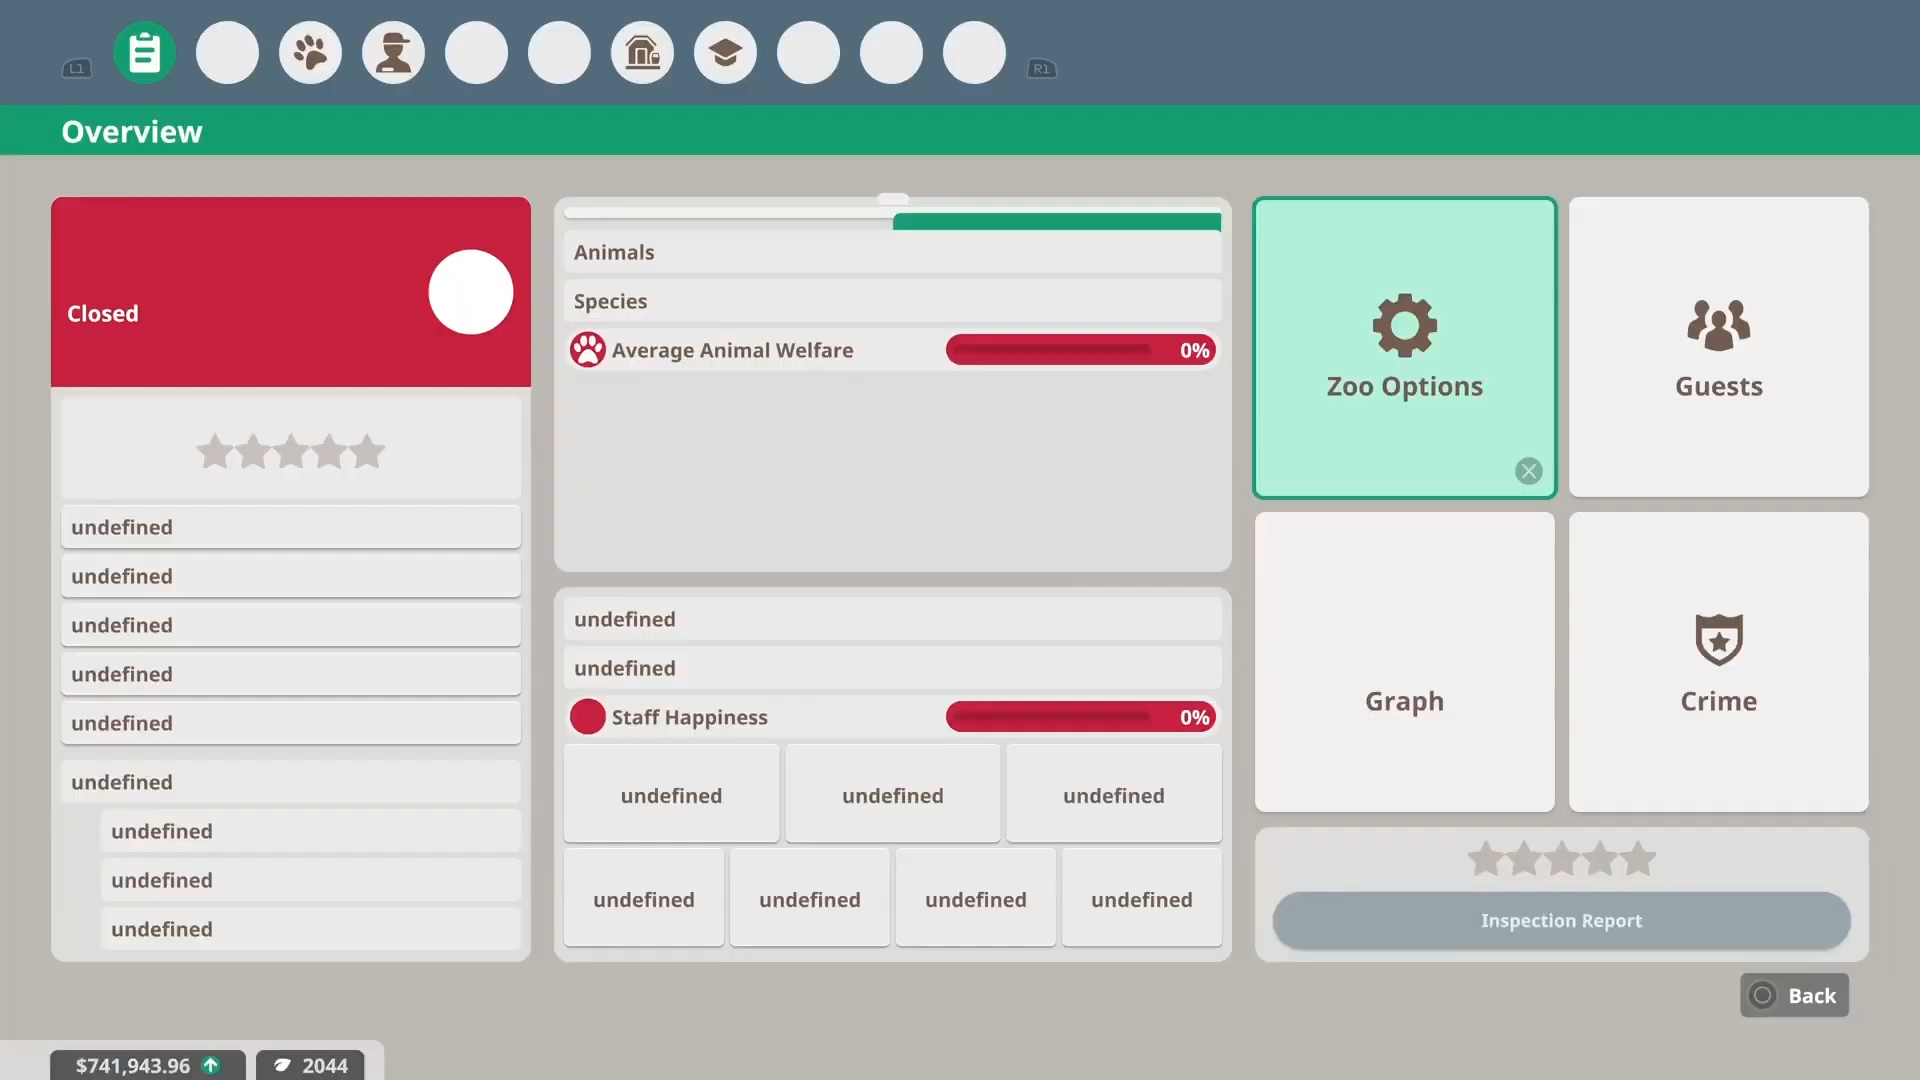 L1
R1
Overview
Closed
undefined
undefined
undefined
undefined
undefined
undefined
undefined
undefined
undefined
Animals
Species
Average Animal Welfare 0%
undefined
undefined
Staff Happiness 0%
undefined undefined undefined
undefined undefined undefined undefined
Zoo Options
Guests
Graph
Crime
Inspection Report
Back
$741,943.96
2044